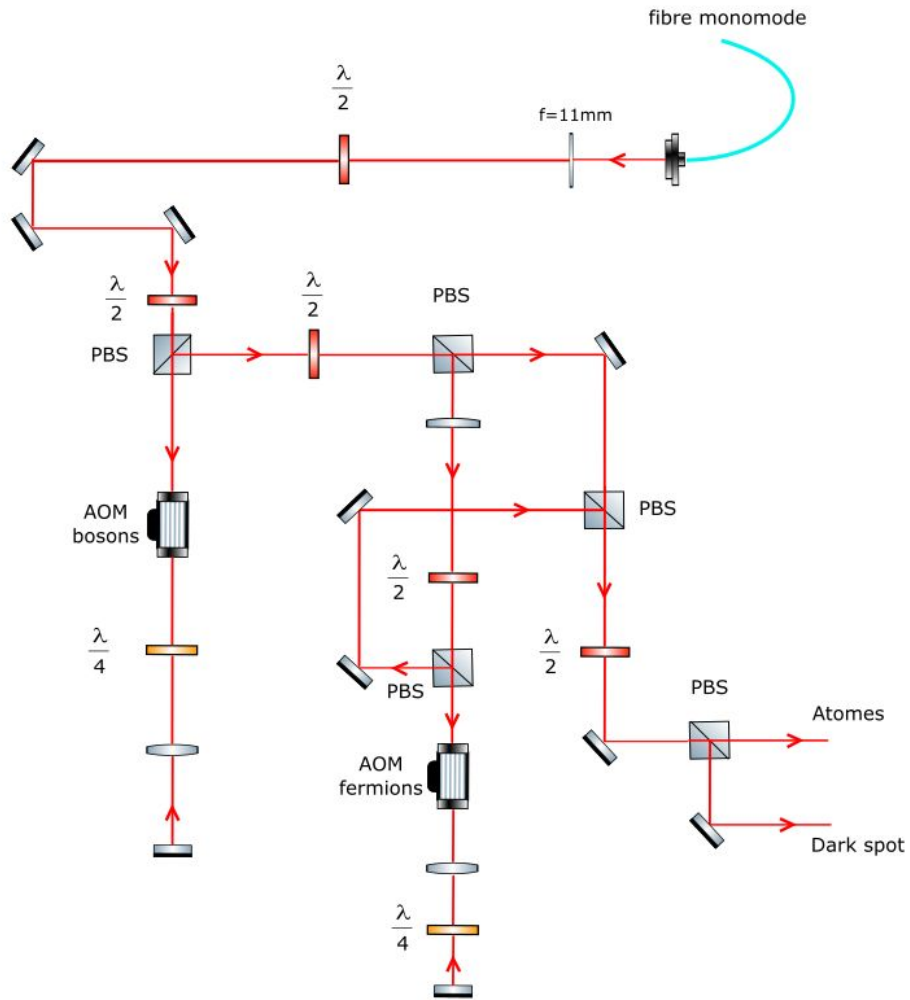 fibre monomode
λ/2
f=11mm
λ/2
λ/2
PBS
PBS
PBS
AOM
bosons
λ/2
λ/4
λ/2
PBS
PBS
Atomes
AOM
fermions
Dark spot
λ/4